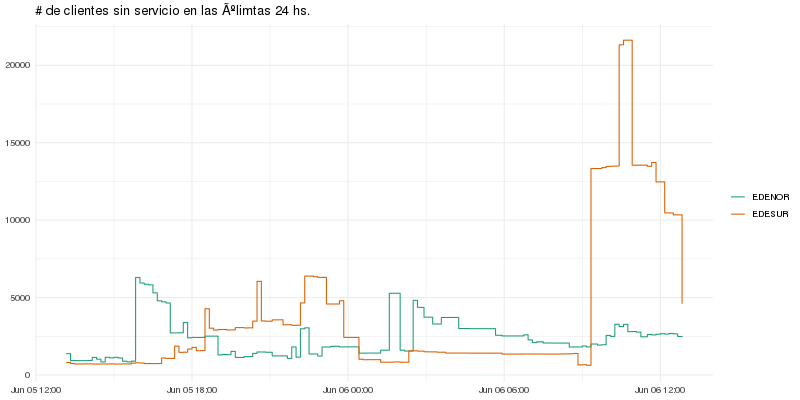 # de clientes sin servicio en las Ãºlimtas 24 hs.
20000
15000
10000
5000
0
Jun 05 12:00
Jun 05 18:00
Jun 06 00:00
Jun 06 06:00
Jun 06 12:00
EDENOR
EDESUR